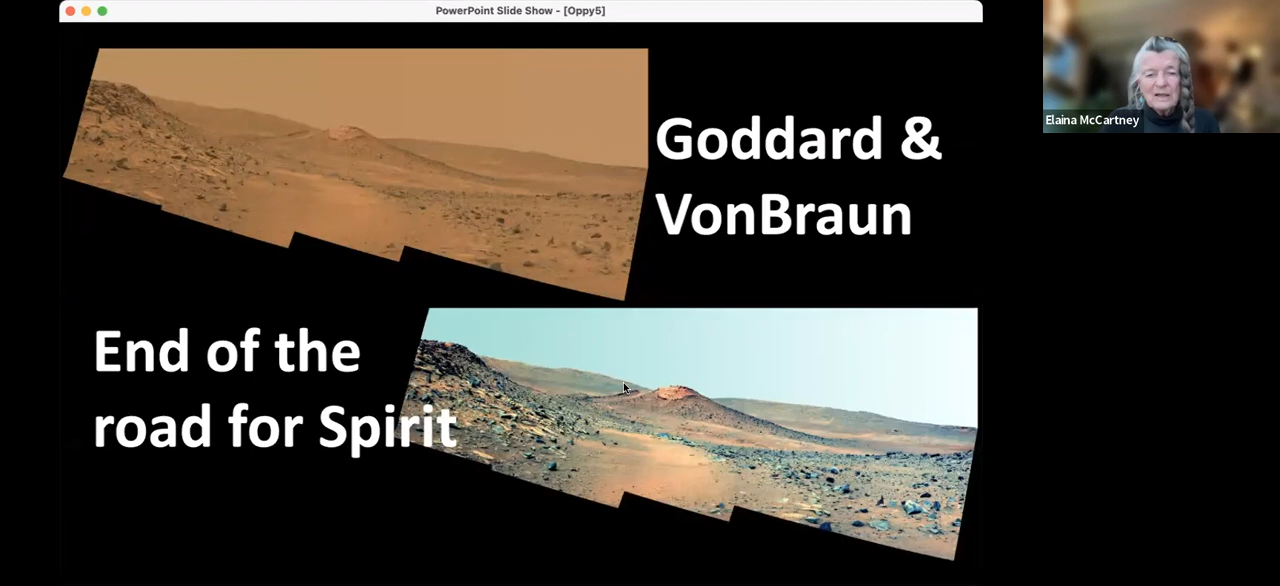 PowerPoint Slide Show - [Oppy5]
Elaina McCartney
Goddard &
VonBraun
End of the
road for Spirit